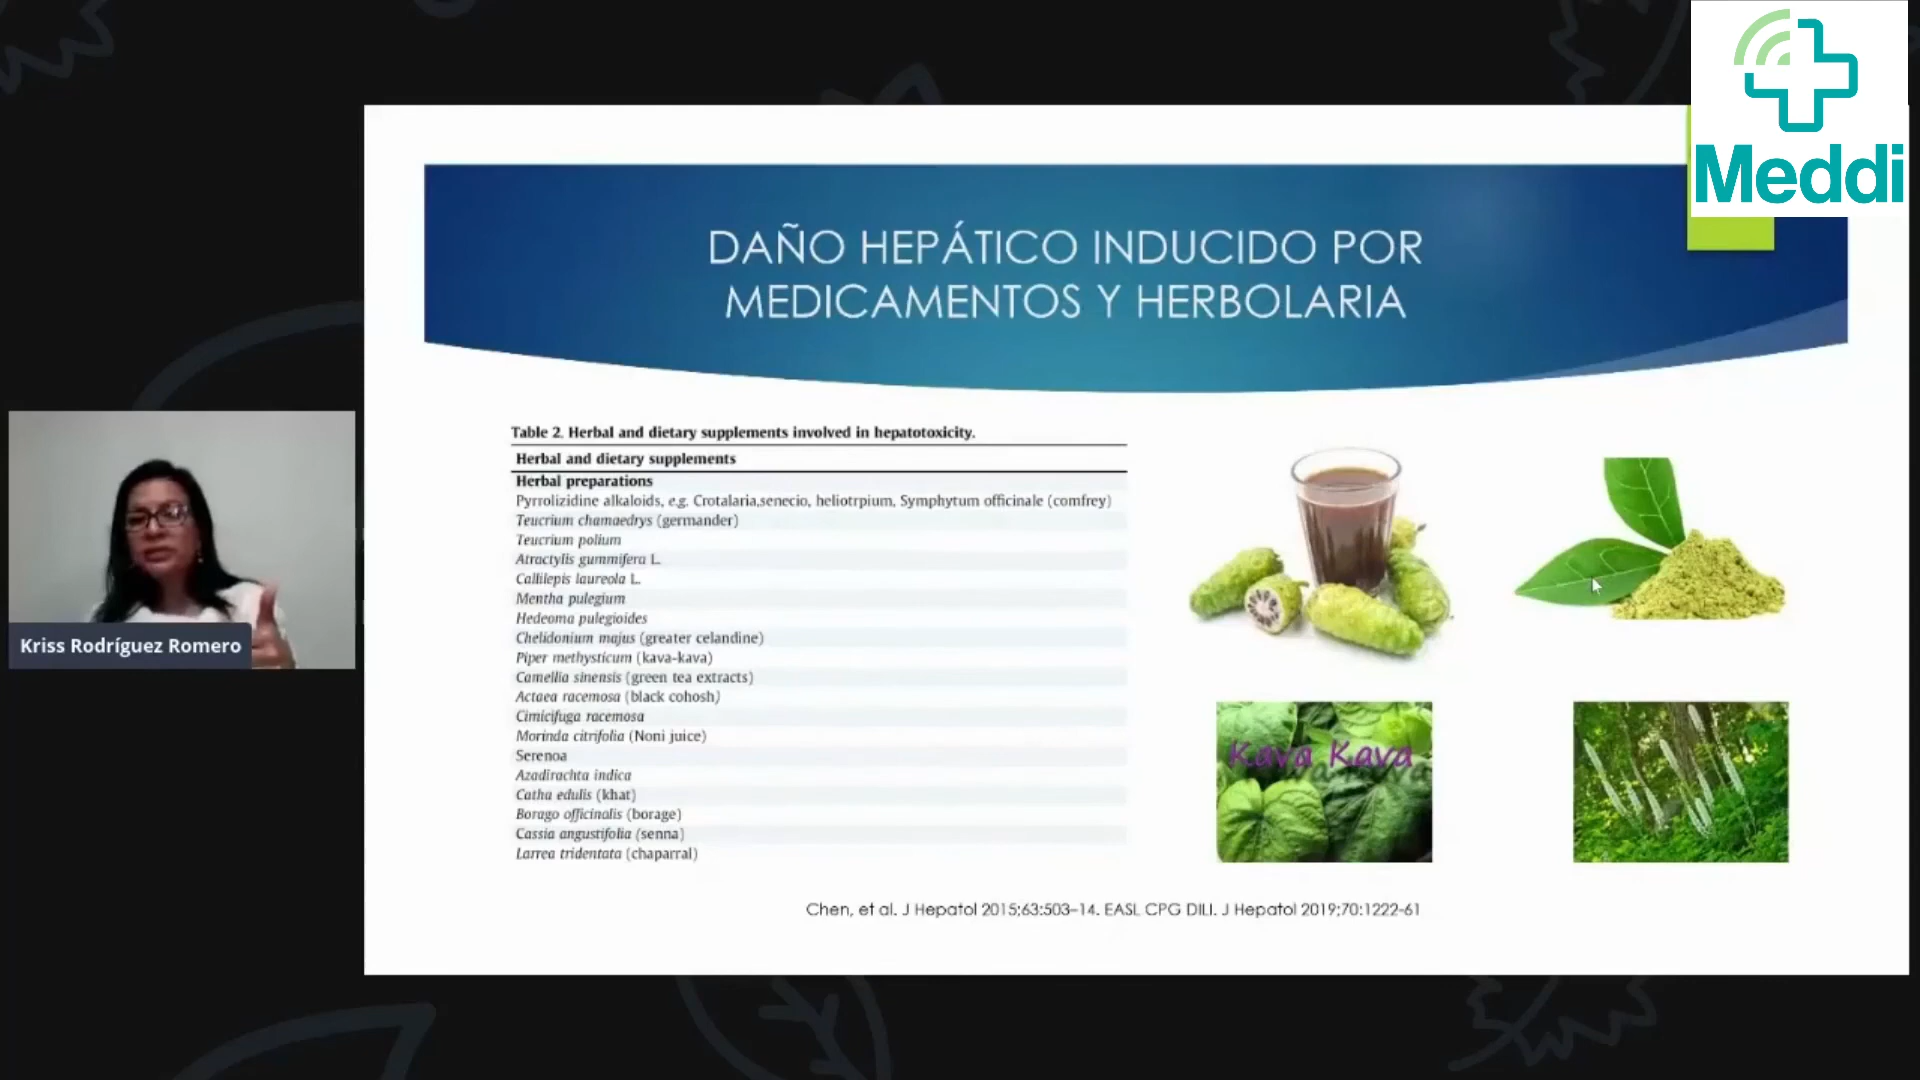 Meddi
DAÑO HEPÁTICO INDUCIDO POR
MEDICAMENTOS Y HERBOLARIA
Kriss Rodríguez Romero
Table 2. Herbal and dietary supplements involved in hepatotoxicity.
Herbal and dietary supplements
Herbal preparations
Pyrrolizidine alkaloids, e.g. Crotalaria,senecio, heliotrpium, Symphytum officinale (comfrey)
Teucrium chamaedrys (germander)
Teucrium polium
Atractylis gummifera L.
Callilepis laureola L.
Mentha pulegium
Hedeoma pulegioides
Chelidonium majus (greater celandine)
Piper methysticum (kava-kava)
Camellia sinensis (green tea extracts)
Actaea racemosa (black cohosh)
Cimicifuga racemosa
Morinda citrifolia (Noni juice)
Serenoa
Azadirachta indica
Catha edulis (khat)
Borago officinalis (borage)
Cassia angustifolia (senna)
Larrea tridentata (chaparral)
Kava Kava
Chen, et al. J Hepatol 2015;63:503–14. EASL CPG DILI. J Hepatol 2019;70:1222-61